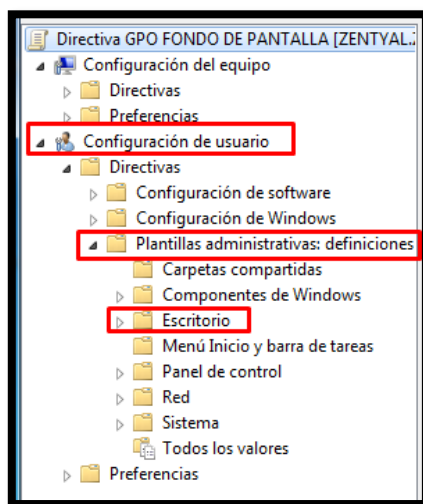 Directiva GPO FONDO DE PANTALLA [ZENTYAL.
Configuración del equipo
Directivas
Preferencias
Configuración de usuario
Directivas
Configuración de software
Configuración de Windows
Plantillas administrativas: definiciones
Carpetas compartidas
Componentes de Windows
Escritorio
Menú Inicio y barra de tareas
Panel de control
Red
Sistema
Todos los valores
Preferencias